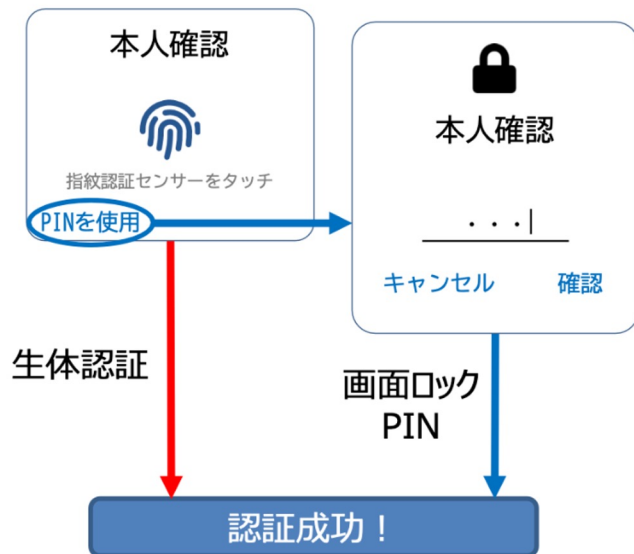 本人確認
指紋認証センサーをタッチ
PINを使用
本人確認
・・・|
キャンセル 確認
生体認証
画面ロック
PIN
認証成功！